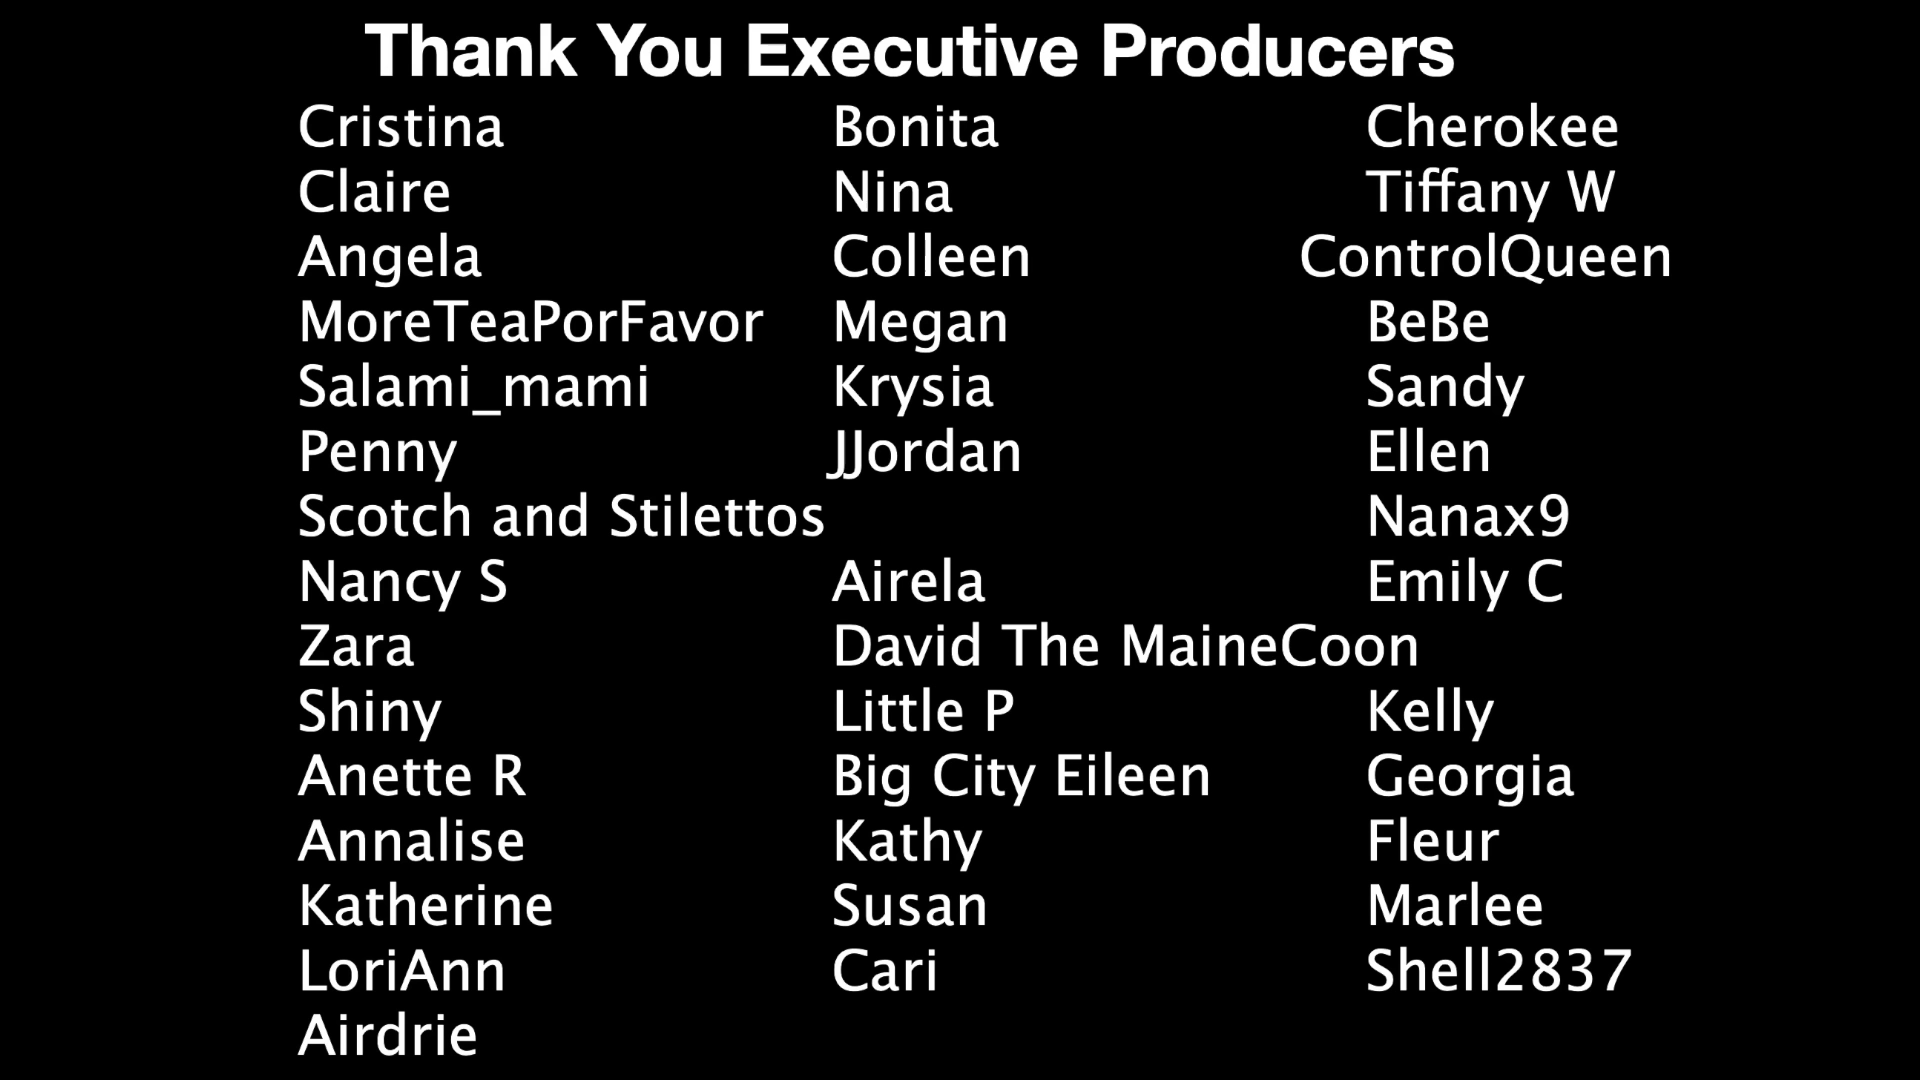 Thank You Executive Producers
Cristina Bonita Cherokee
Claire Nina Tiffany W
Angela Colleen ControlQueen
MoreTeaPorFavor Megan BeBe
Salami_mami Krysia Sandy
Penny JJordan Ellen
Scotch and Stilettos Nanax9
Nancy S Airela Emily C
Zara David The MaineCoon
Shiny Little P Kelly
Anette R Big City Eileen Georgia
Annalise Kathy Fleur
Katherine Susan Marlee
LoriAnn Cari Shell2837
Airdrie